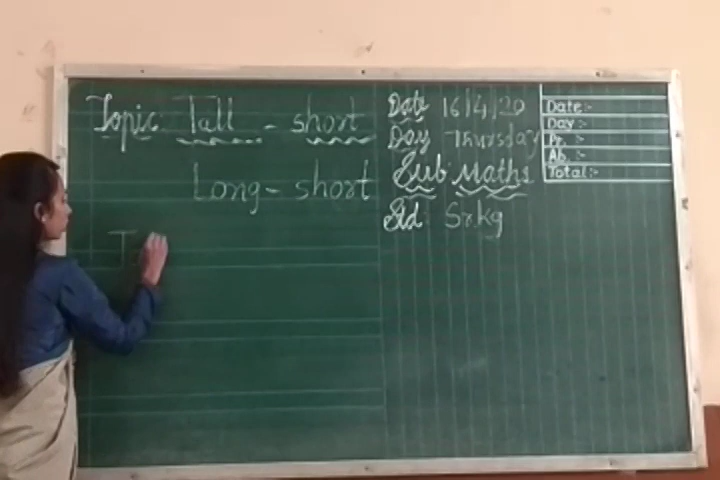 Topic Tall - short
Long - short
T
Date 16/4/20
Day Thursday
Sub Maths
Std Sr.kg
Date:-
Day:-
Pr. :-
Ab. :-
Total:-